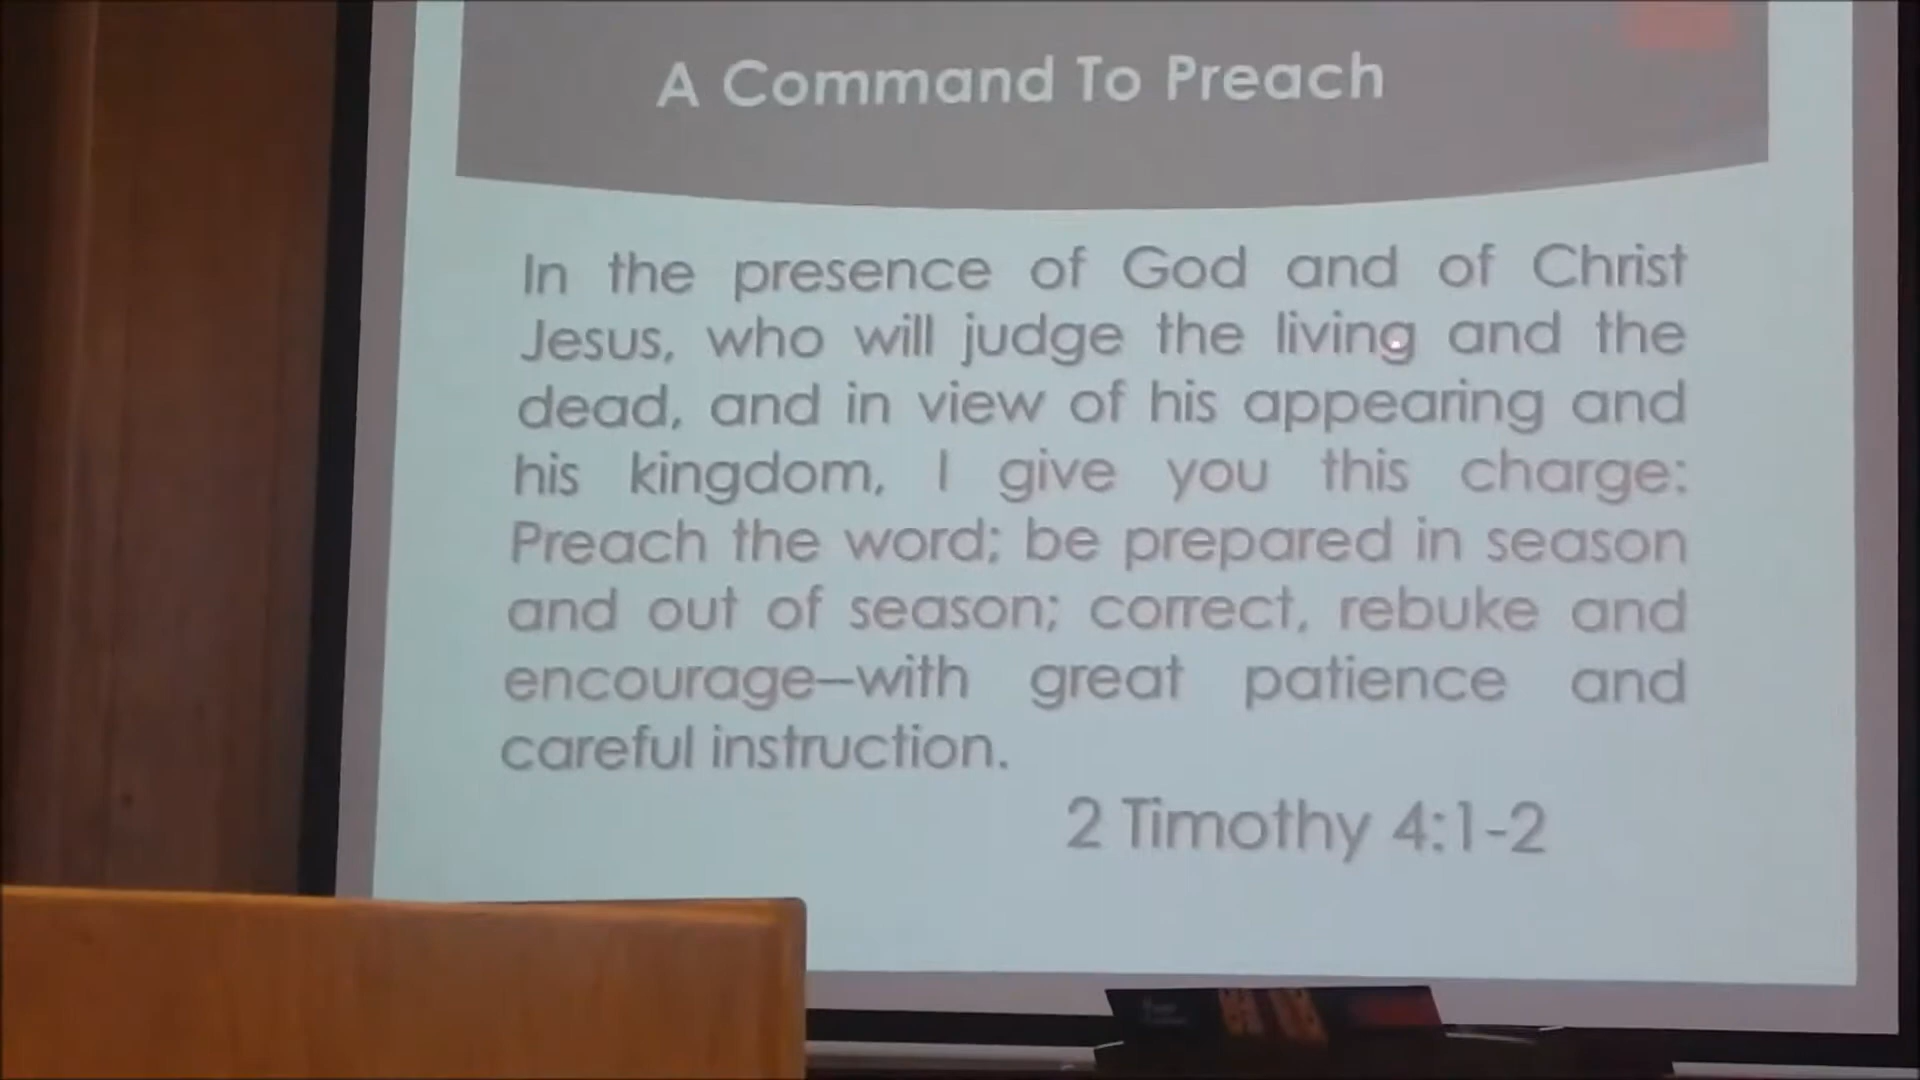 A Command To Preach
In the presence of God and of Christ
Jesus, who will judge the living and the
dead, and in view of his appearing and
his kingdom, I give you this charge:
Preach the word; be prepared in season
and out of season; correct, rebuke and
encourage—with great patience and
careful instruction.
2 Timothy 4:1-2